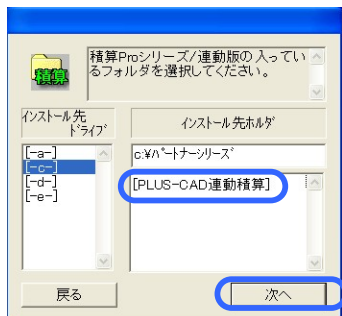 積算
積算Proシリーズ/連動版の入ってい
るフォルダを選択してください。
インストール先
ドライブ
インストール先ホルダ
[-a-]
[-c-]
[-d-]
[-e-]
c:¥パートナーシリーズ
[PLUS-CAD連動積算]
戻る
次へ